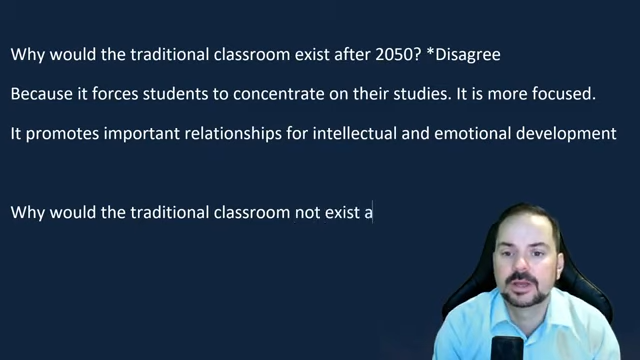 Why would the traditional classroom exist after 2050? *Disagree
Because it forces students to concentrate on their studies. It is more focused.
It promotes important relationships for intellectual and emotional development
Why would the traditional classroom not exist a